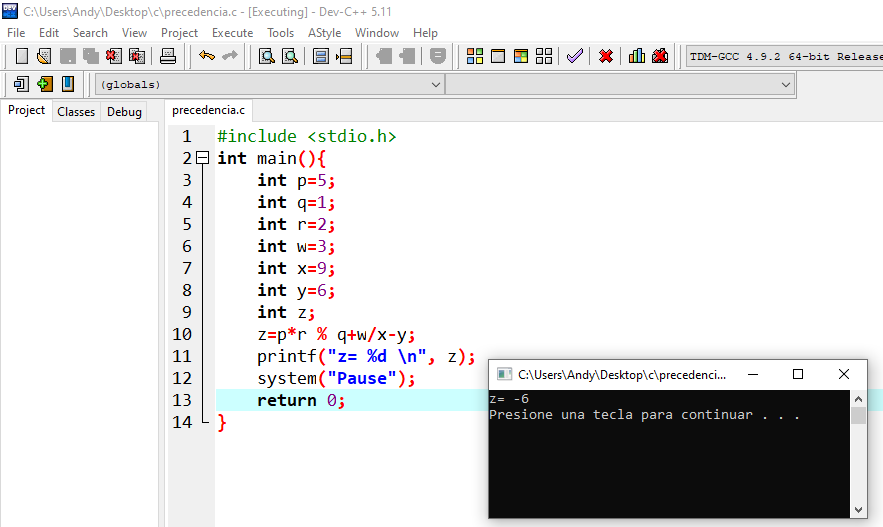 C:\Users\Andy\Desktop\c\precedencia.c - [Executing] - Dev-C++ 5.11
File Edit Search View Project Execute Tools AStyle Window Help
TDM-GCC 4.9.2 64-bit Release
(globals)
Project Classes Debug
precedencia.c
1 #include <stdio.h>
2 int main(){
3 int p=5;
4 int q=1;
5 int r=2;
6 int w=3;
7 int x=9;
8 int y=6;
9 int z;
10 z=p*r % q+w/x-y;
11 printf("z= %d \n", z);
12 system("Pause");
13 return 0;
14 }
C:\Users\Andy\Desktop\c\precedenci...
z= -6
Presione una tecla para continuar . . .